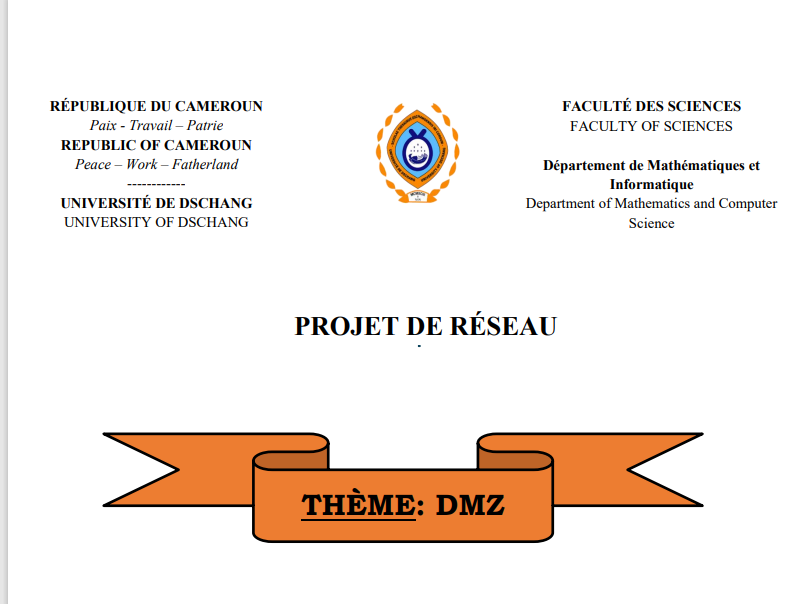 RÉPUBLIQUE DU CAMEROUN
Paix - Travail – Patrie
REPUBLIC OF CAMEROUN
Peace – Work – Fatherland
------------
UNIVERSITÉ DE DSCHANG
UNIVERSITY OF DSCHANG
FACULTÉ DES SCIENCES
FACULTY OF SCIENCES
Département de Mathématiques et
Informatique
Department of Mathematics and Computer
Science
PROJET DE RÉSEAU
THÈME: DMZ